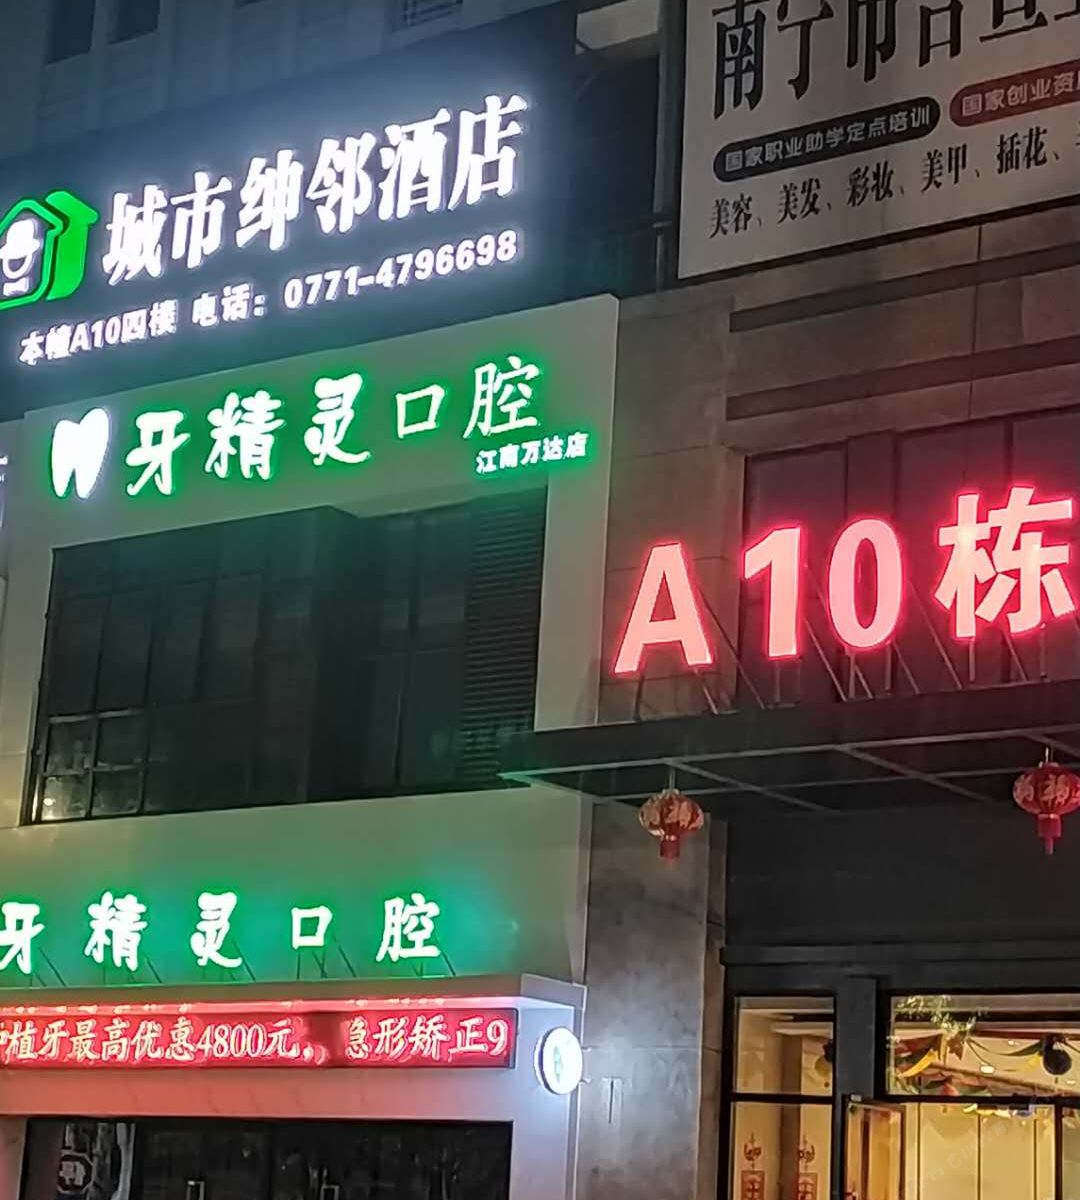 南宁市
国家职业助学定点培训
国家创业资
美容、美发、彩妆、美甲、插花、
城市绅邻酒店
本幢A10四楼 电话：0771-4796698
牙精灵口腔
江南万达店
A10栋
牙精灵口腔
种植牙最高优惠4800元，隐形矫正9